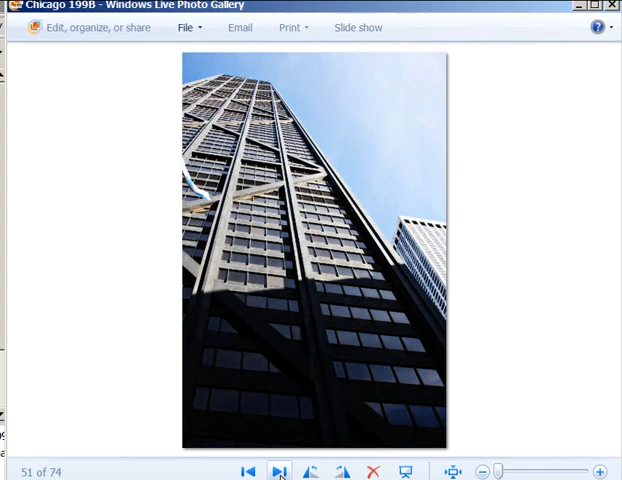 Chicago 199B - Windows Live Photo Gallery
Edit, organize, or share File Email Print Slide show
51 of 74